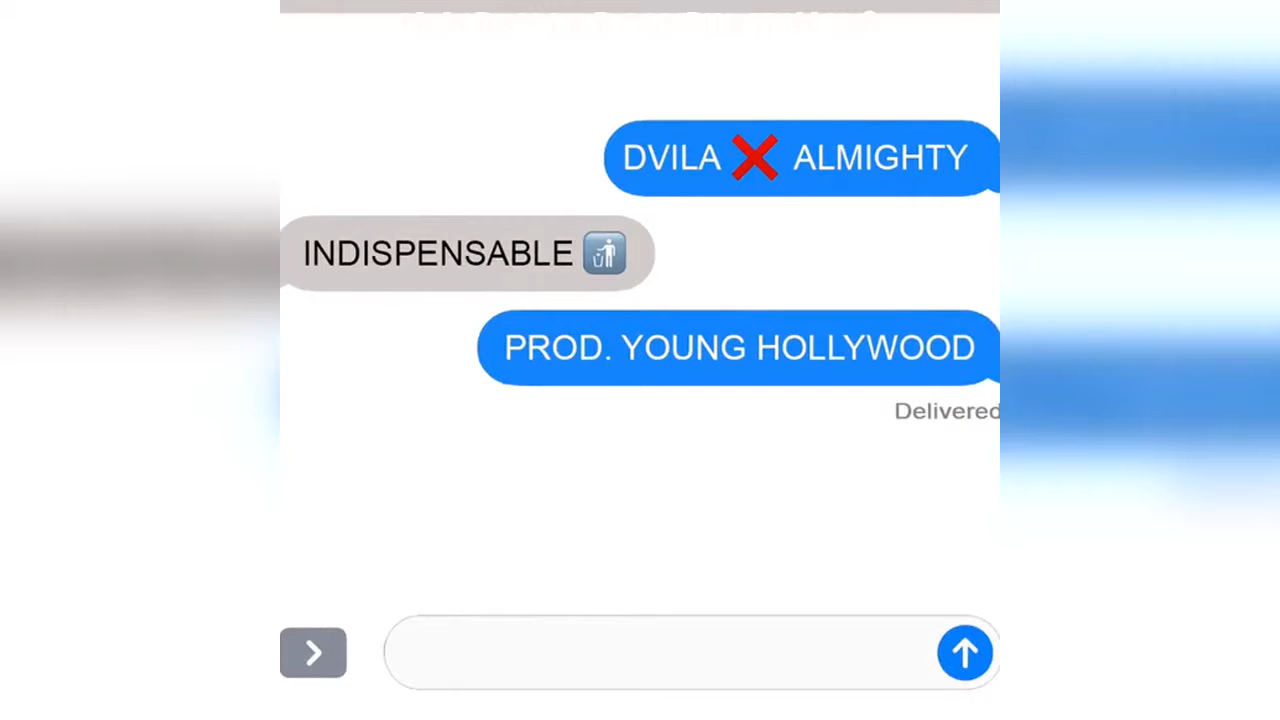 DVILA ❌ ALMIGHTY
INDISPENSABLE 🚮
PROD. YOUNG HOLLYWOOD
Delivered